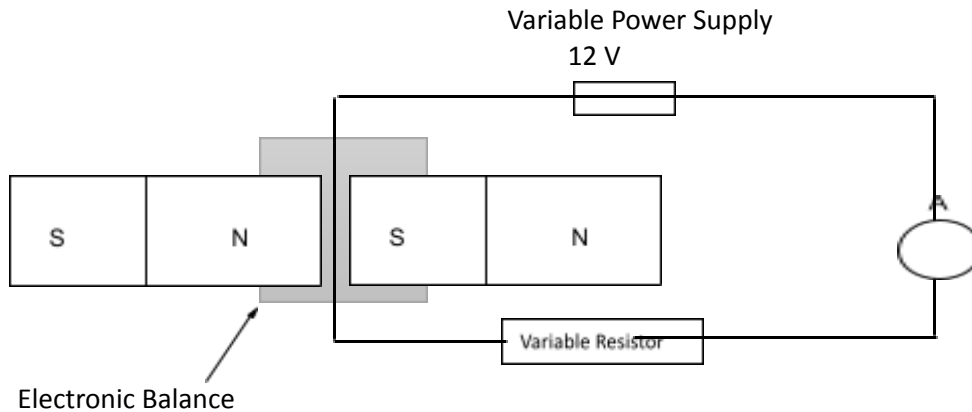 Variable Power Supply
12 V
A
S N S N
Variable Resistor
Electronic Balance